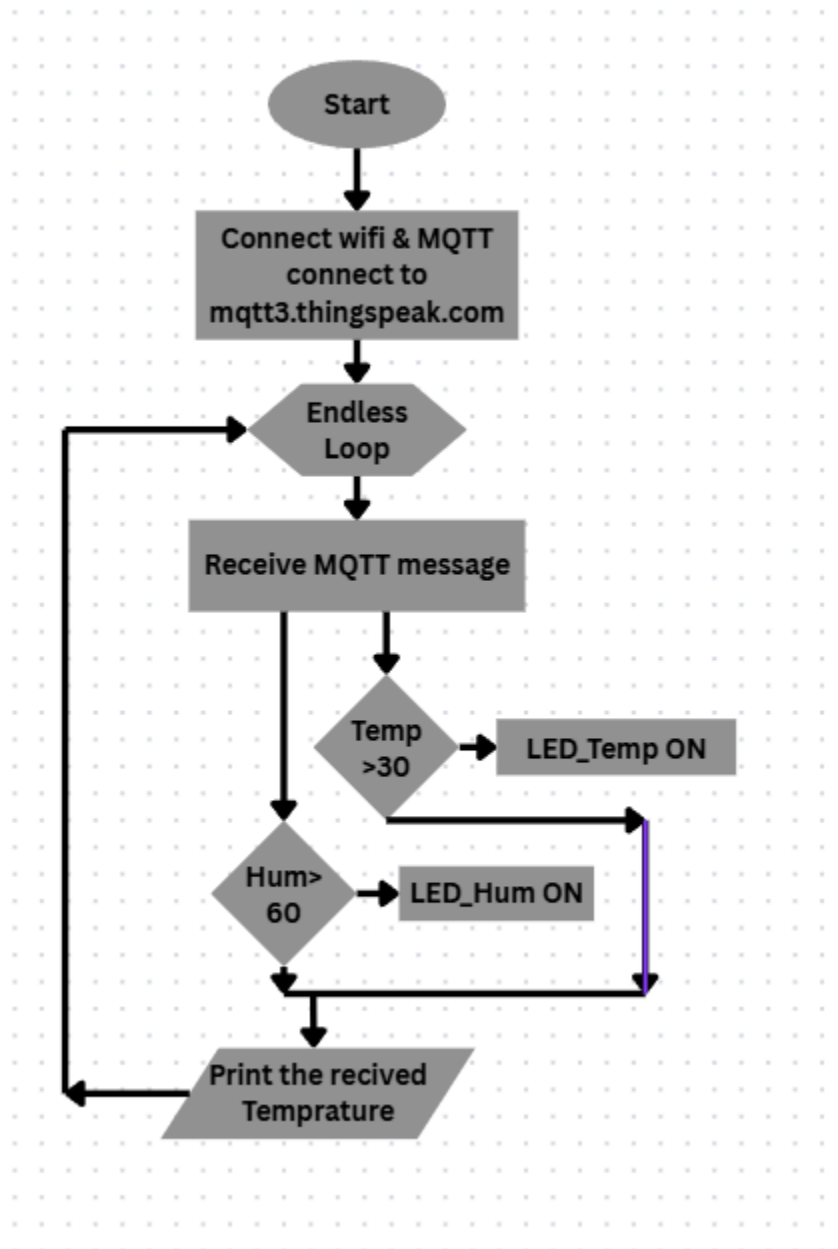 Start
Connect wifi & MQTT
connect to
mqtt3.thingspeak.com
Endless
Loop
Receive MQTT message
Temp
>30
LED_Temp ON
Hum>
60
LED_Hum ON
Print the recived
Temprature